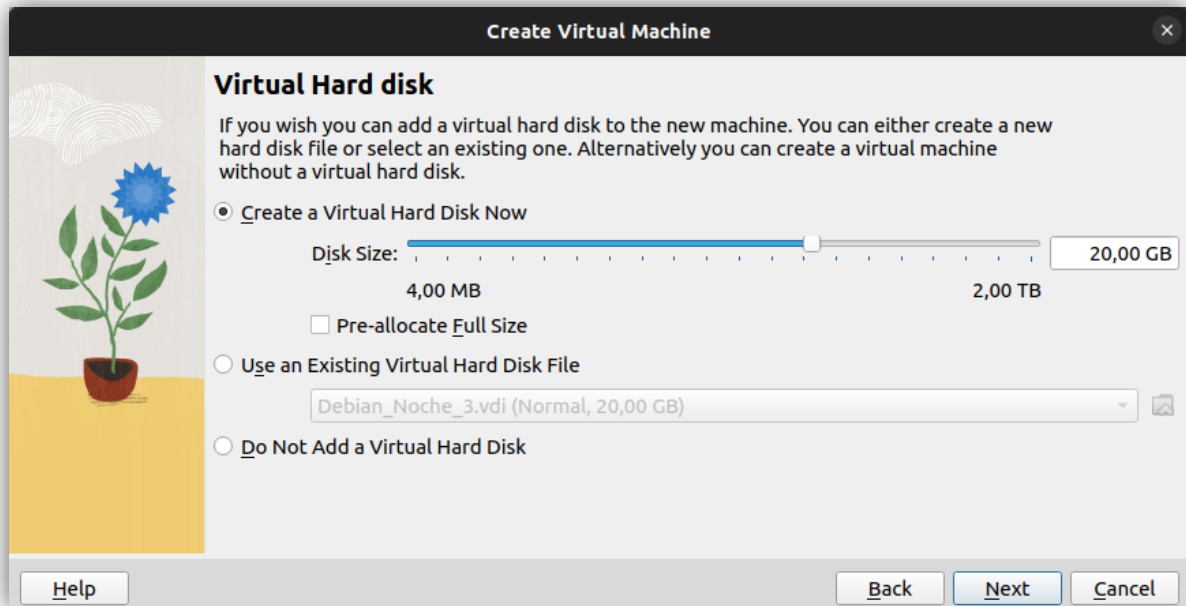 Create Virtual Machine
Virtual Hard disk
If you wish you can add a virtual hard disk to the new machine. You can either create a new
hard disk file or select an existing one. Alternatively you can create a virtual machine
without a virtual hard disk.
Create a Virtual Hard Disk Now
Disk Size: 20,00 GB
4,00 MB 2,00 TB
Pre-allocate Full Size
Use an Existing Virtual Hard Disk File
Debian_Noche_3.vdi (Normal, 20,00 GB)
Do Not Add a Virtual Hard Disk
Help Back Next Cancel